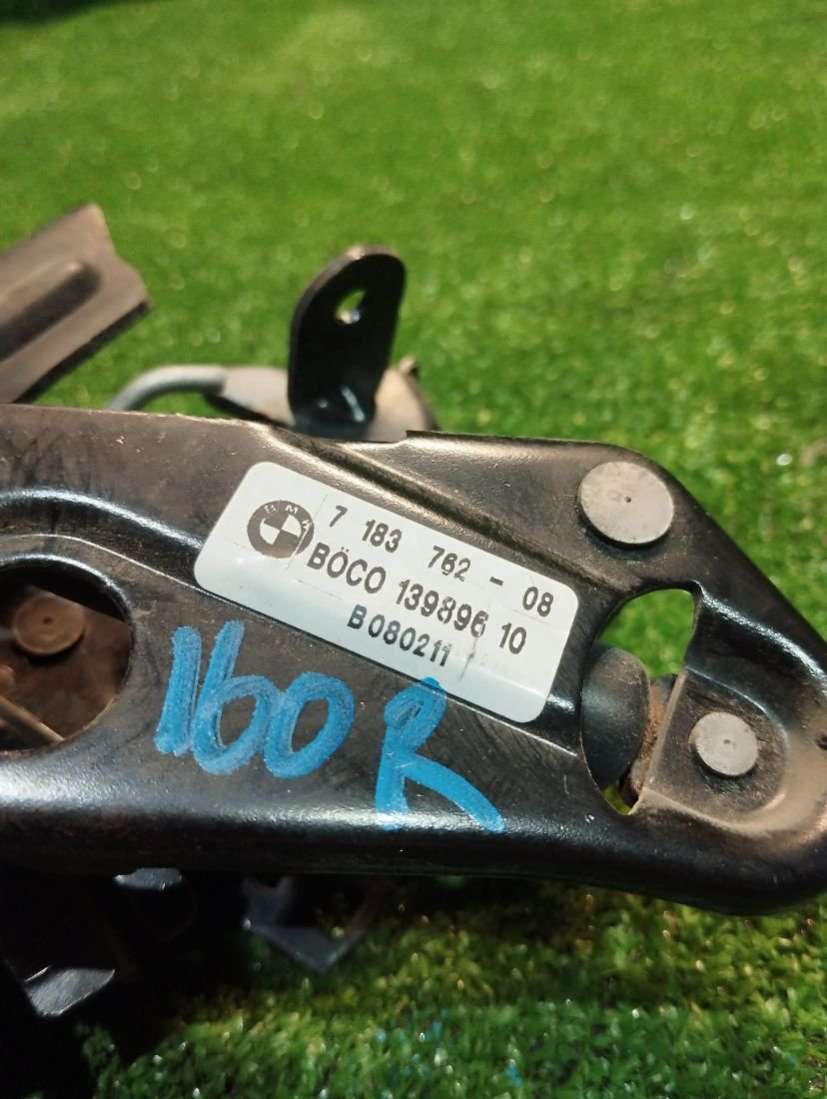 BMW
7 183 762 - 08
BÖCO 139896 10
B080211
160 R